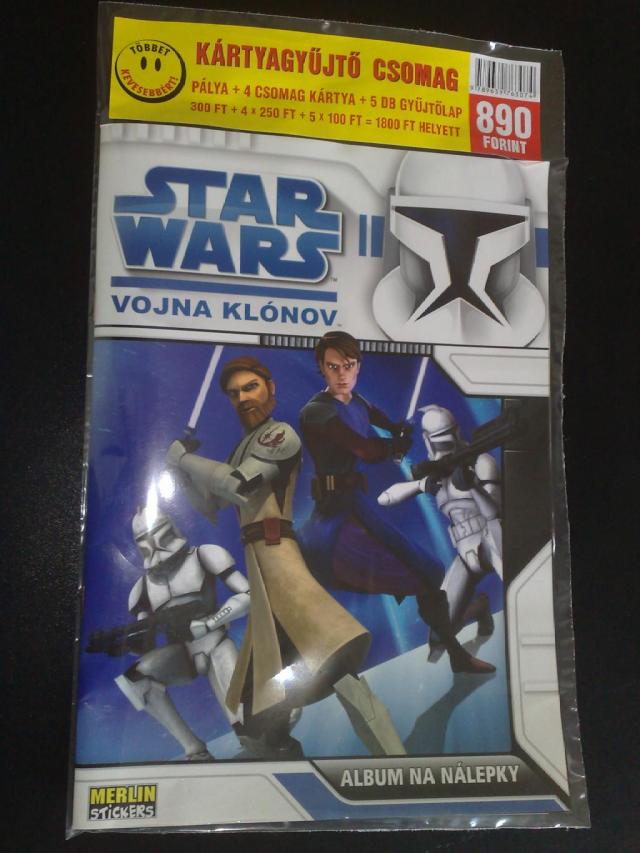 TÖBBET
KEVESEBBÉRT!
KÁRTYAGYŰJTŐ CSOMAG
PÁLYA + 4 CSOMAG KÁRTYA + 5 DB GYŰJTŐLAP
300 FT + 4 × 250 FT + 5 × 100 FT = 1800 FT HELYETT
890
FORINT
STAR
WARS
TM
VOJNA KLÓNOV
ALBUM NA NÁLEPKY
MERLIN
STICKERS